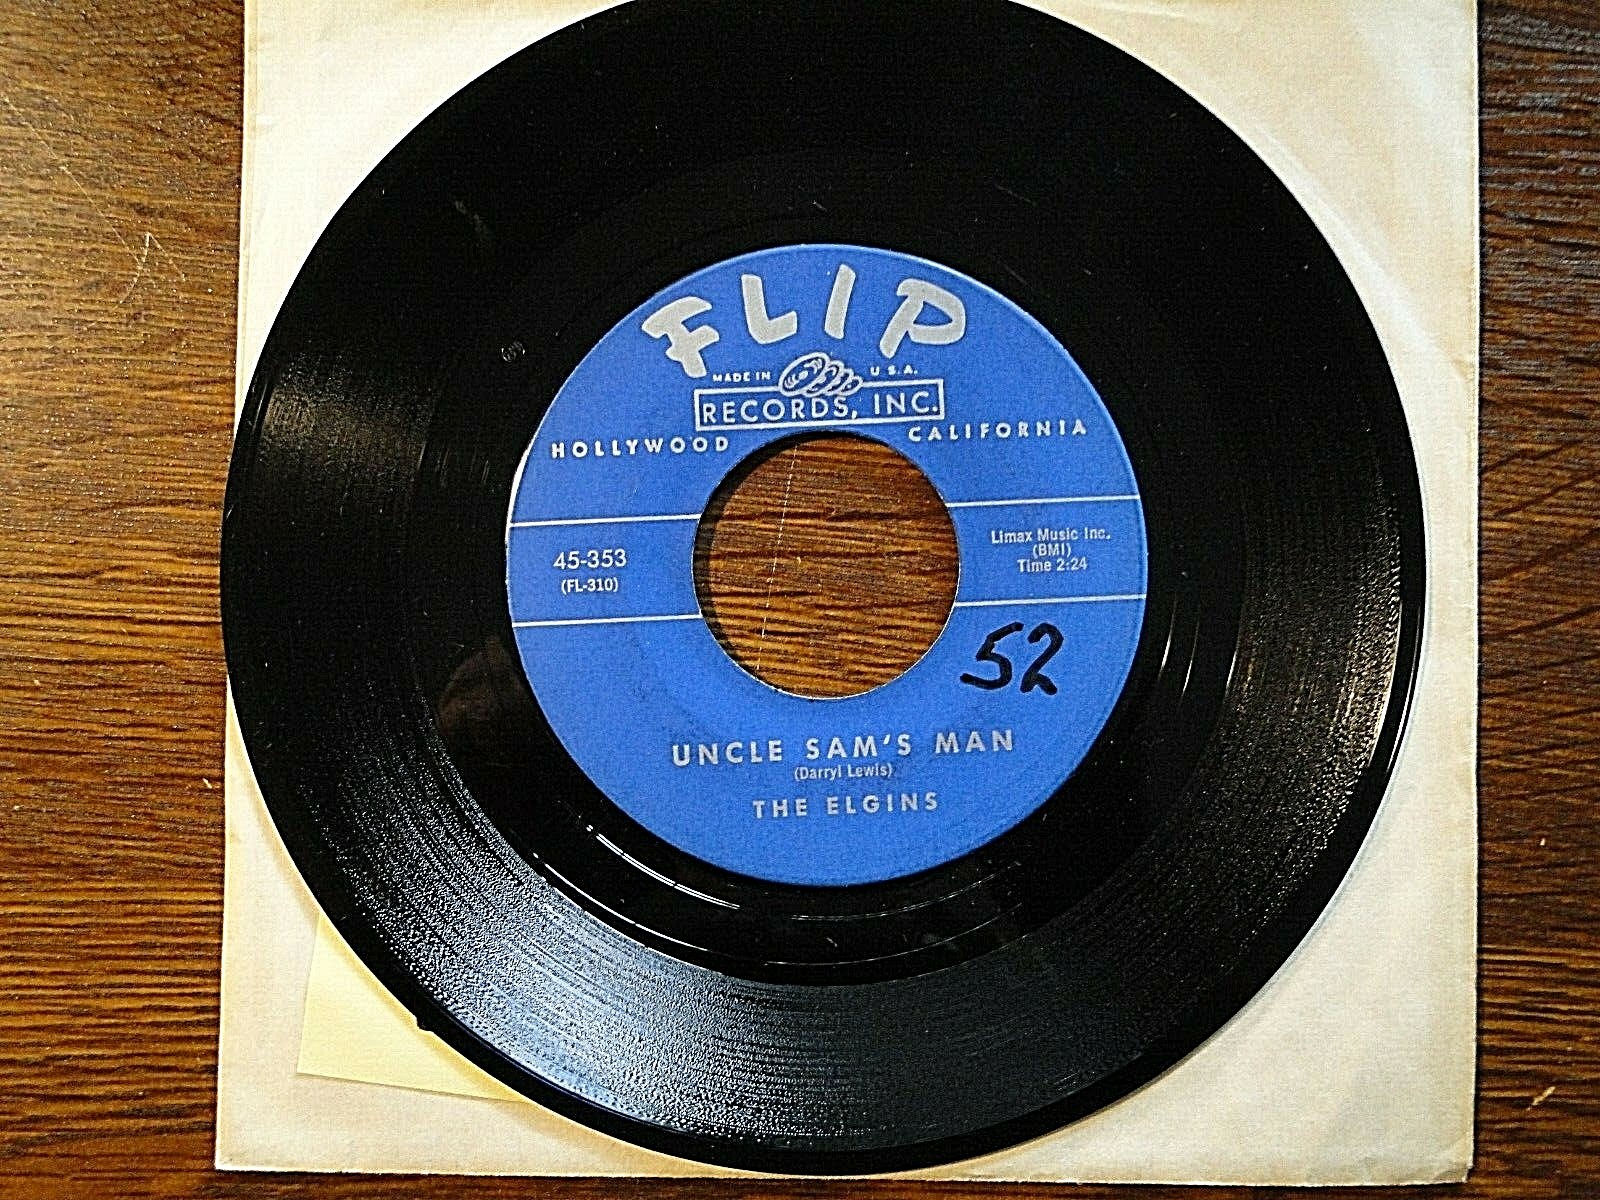 FLIP
MADE IN U.S.A.
RECORDS, INC.
HOLLYWOOD CALIFORNIA
45-353
(FL-310)
Limax Music Inc.
(BMI)
Time 2:24
52
UNCLE SAM'S MAN
(Darryl Lewis)
THE ELGINS